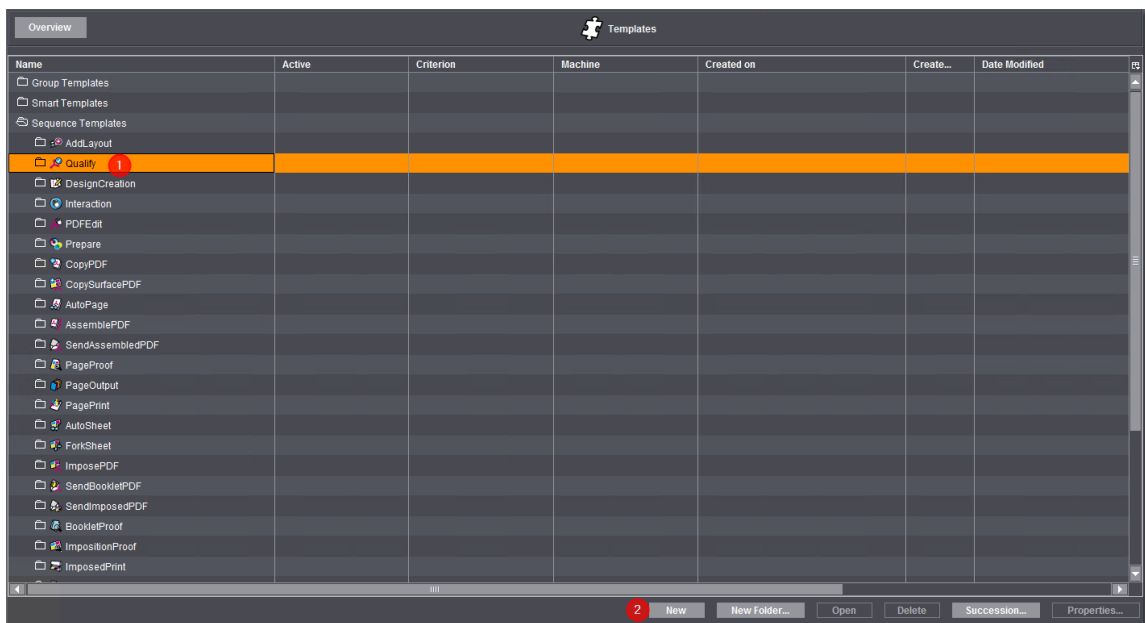 Overview
Templates
Name Active Criterion Machine Created on Create... Date Modified
Group Templates
Smart Templates
Sequence Templates
AddLayout
Qualify 1
DesignCreation
Interaction
PDFEdit
Prepare
CopyPDF
CopySurfacePDF
AutoPage
AssemblePDF
SendAssembledPDF
PageProof
PageOutput
PagePrint
AutoSheet
ForkSheet
ImposePDF
SendBookletPDF
SendImposedPDF
BookletProof
ImpositionProof
ImposedPrint
2 New New Folder... Open Delete Succession... Properties...